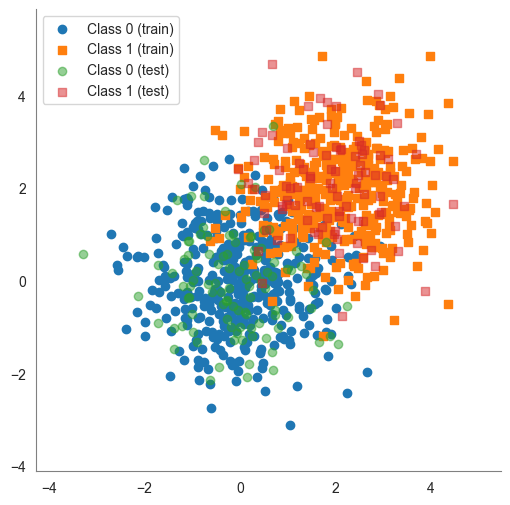 Class 0 (train)
Class 1 (train)
Class 0 (test)
Class 1 (test)
4
2
0
−2
−4
−4 −2 0 2 4